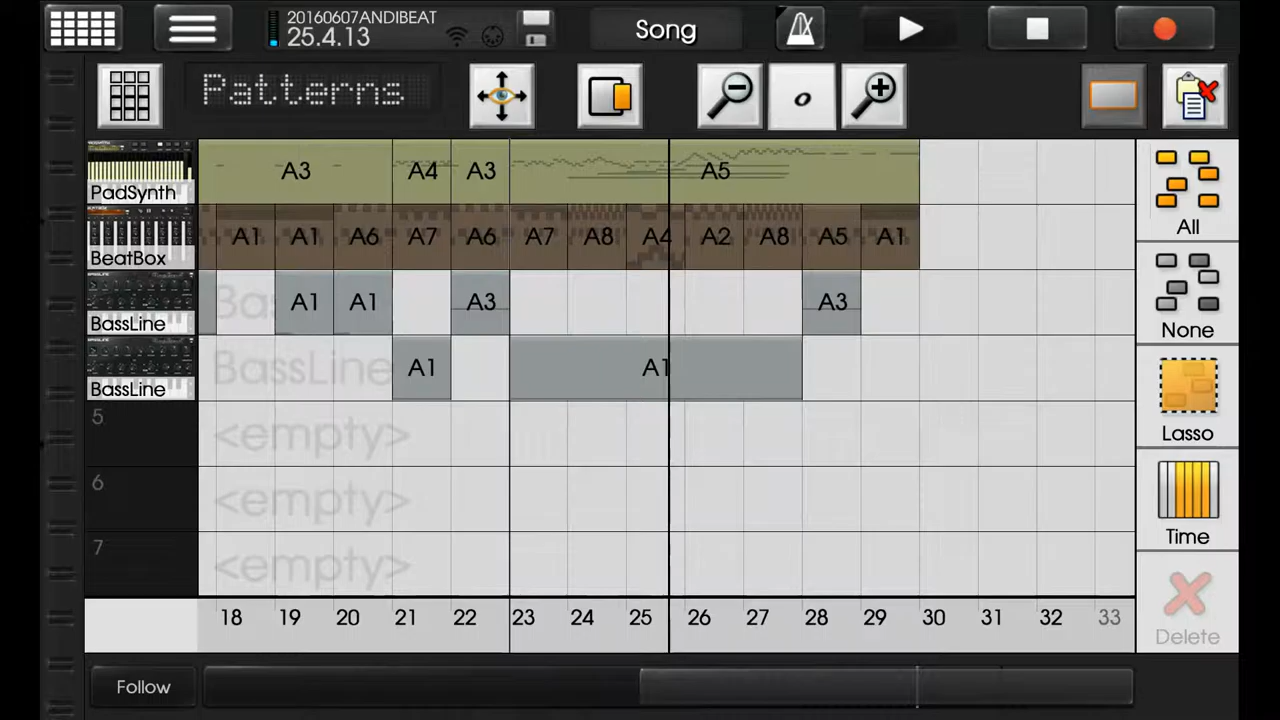 20160607ANDIBEAT
25.4.13
Song
Patterns
PadSynth
A3 A4 A3 A5
BeatBox
A1 A1 A6 A7 A6 A7 A8 A4 A2 A8 A5 A1
BassLine
A1 A1 A3 A3
BassLine
BassLine
A1 A1
5
<empty>
6
<empty>
7
<empty>
18 19 20 21 22 23 24 25 26 27 28 29 30 31 32 33
Follow
All
None
Lasso
Time
Delete